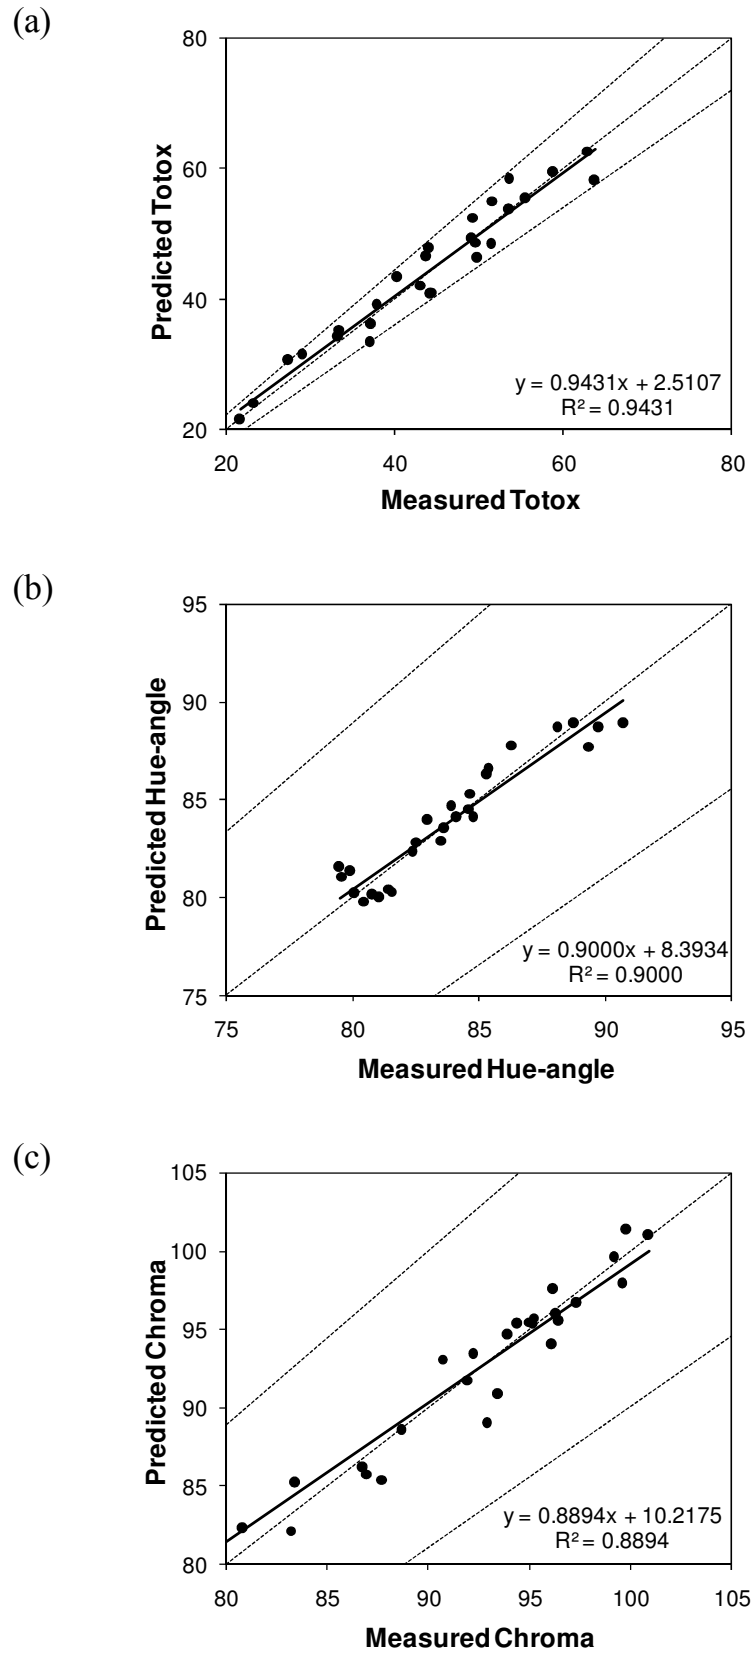 (a)
80
60
40
20
Predicted Totox
y = 0.9431x + 2.5107
R² = 0.9431
20 40 60 80
Measured Totox
(b)
95
90
85
80
75
Predicted Hue-angle
y = 0.9000x + 8.3934
R² = 0.9000
75 80 85 90 95
Measured Hue-angle
(c)
105
100
95
90
85
80
Predicted Chroma
y = 0.8894x + 10.2175
R² = 0.8894
80 85 90 95 100 105
Measured Chroma